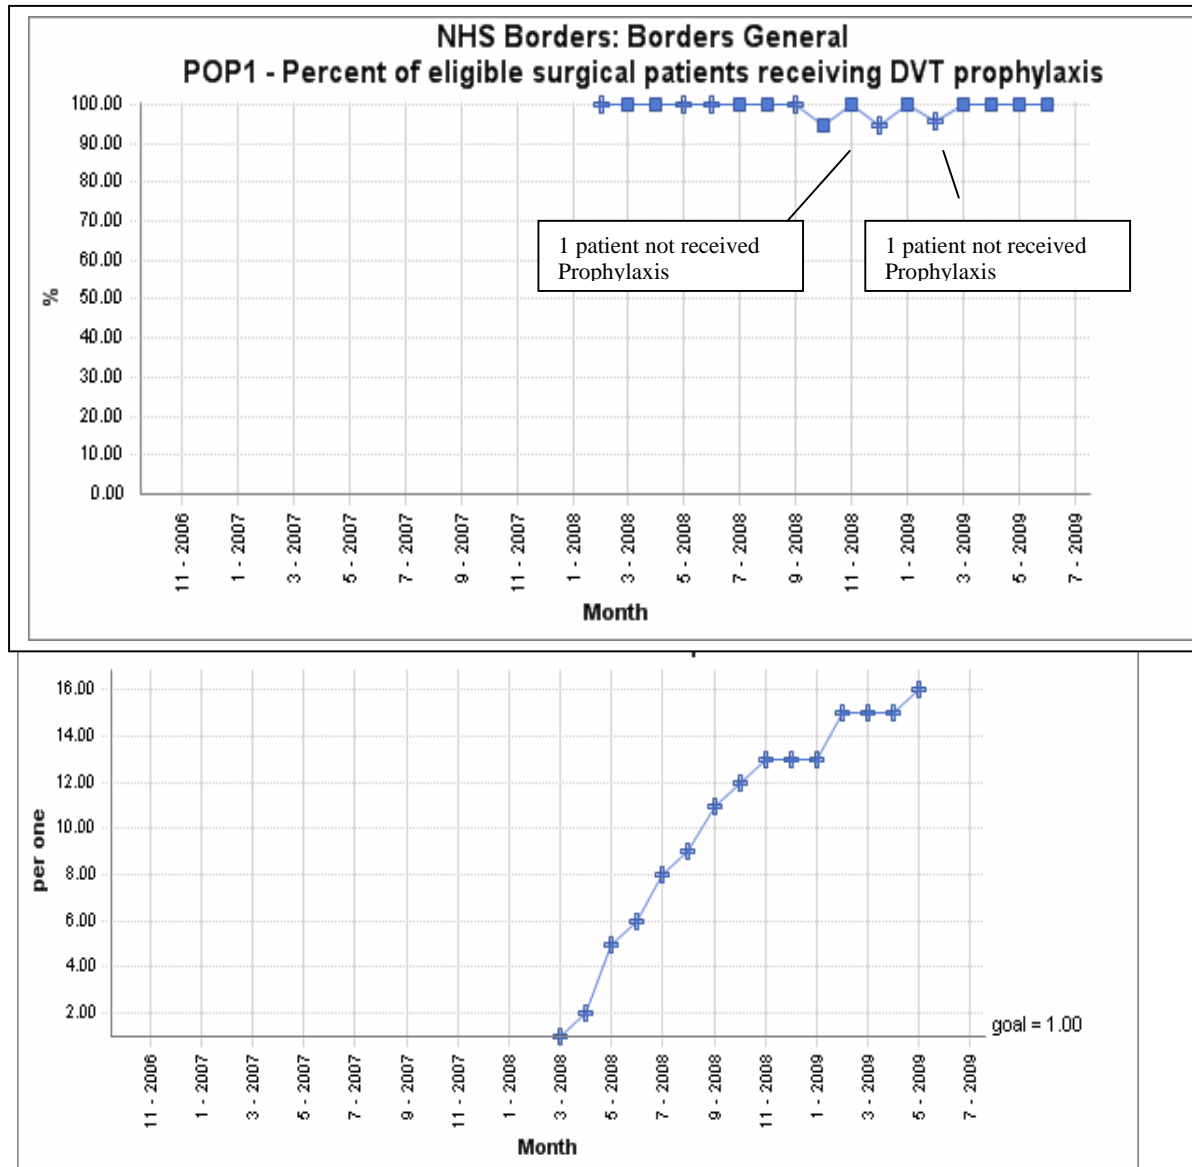 NHS Borders: Borders General
POP1 - Percent of eligible surgical patients receiving DVT prophylaxis
100.00
90.00
80.00
70.00
60.00
50.00
40.00
30.00
20.00
10.00
0.00
%
1 patient not received
Prophylaxis
1 patient not received
Prophylaxis
11 - 2006
1 - 2007
3 - 2007
5 - 2007
7 - 2007
9 - 2007
11 - 2007
1 - 2008
3 - 2008
5 - 2008
7 - 2008
9 - 2008
11 - 2008
1 - 2009
3 - 2009
5 - 2009
7 - 2009
Month
16.00
14.00
12.00
10.00
8.00
6.00
4.00
2.00
per one
goal = 1.00
11 - 2006
1 - 2007
3 - 2007
5 - 2007
7 - 2007
9 - 2007
11 - 2007
1 - 2008
3 - 2008
5 - 2008
7 - 2008
9 - 2008
11 - 2008
1 - 2009
3 - 2009
5 - 2009
7 - 2009
Month